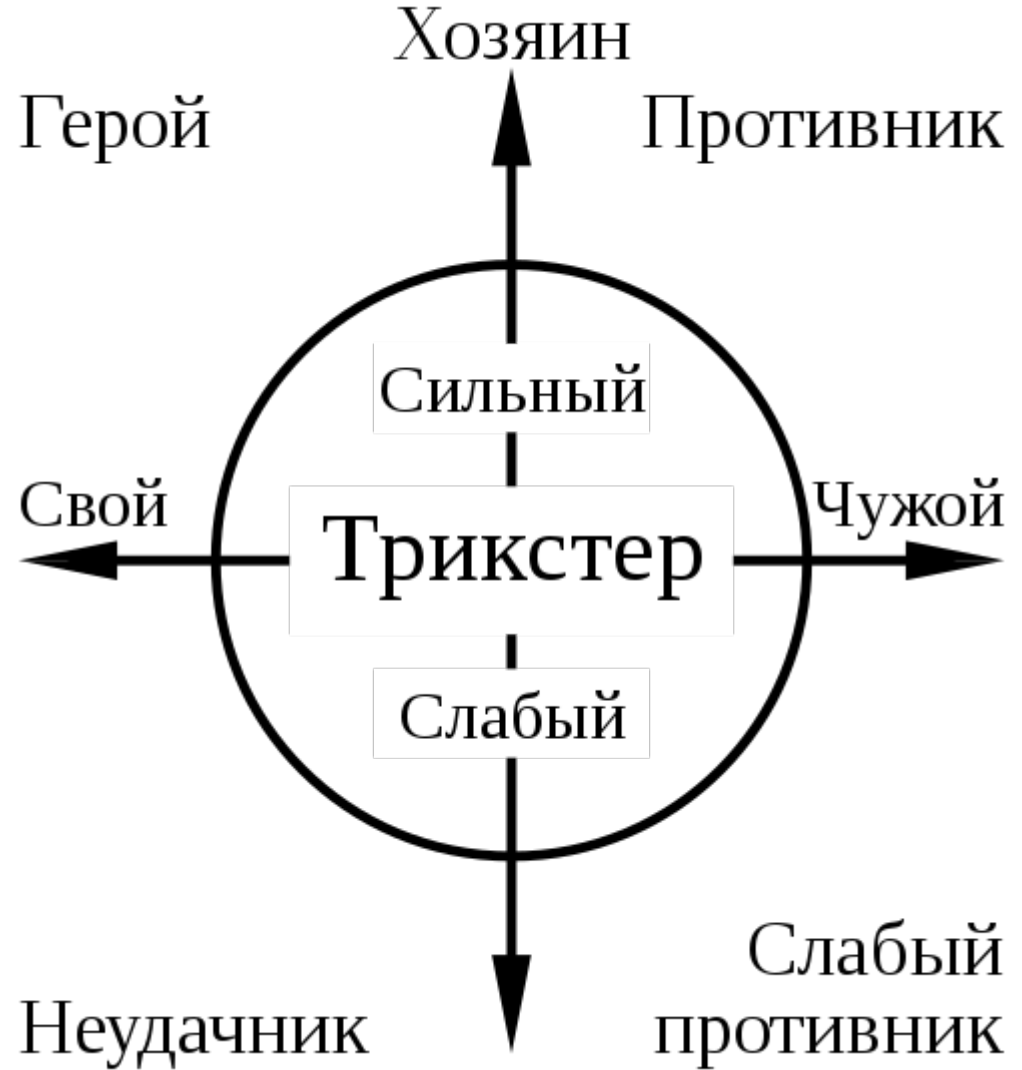 Хозяин
Герой
Противник
Сильный
Свой
Чужой
Трикстер
Слабый
Слабый
противник
Неудачник